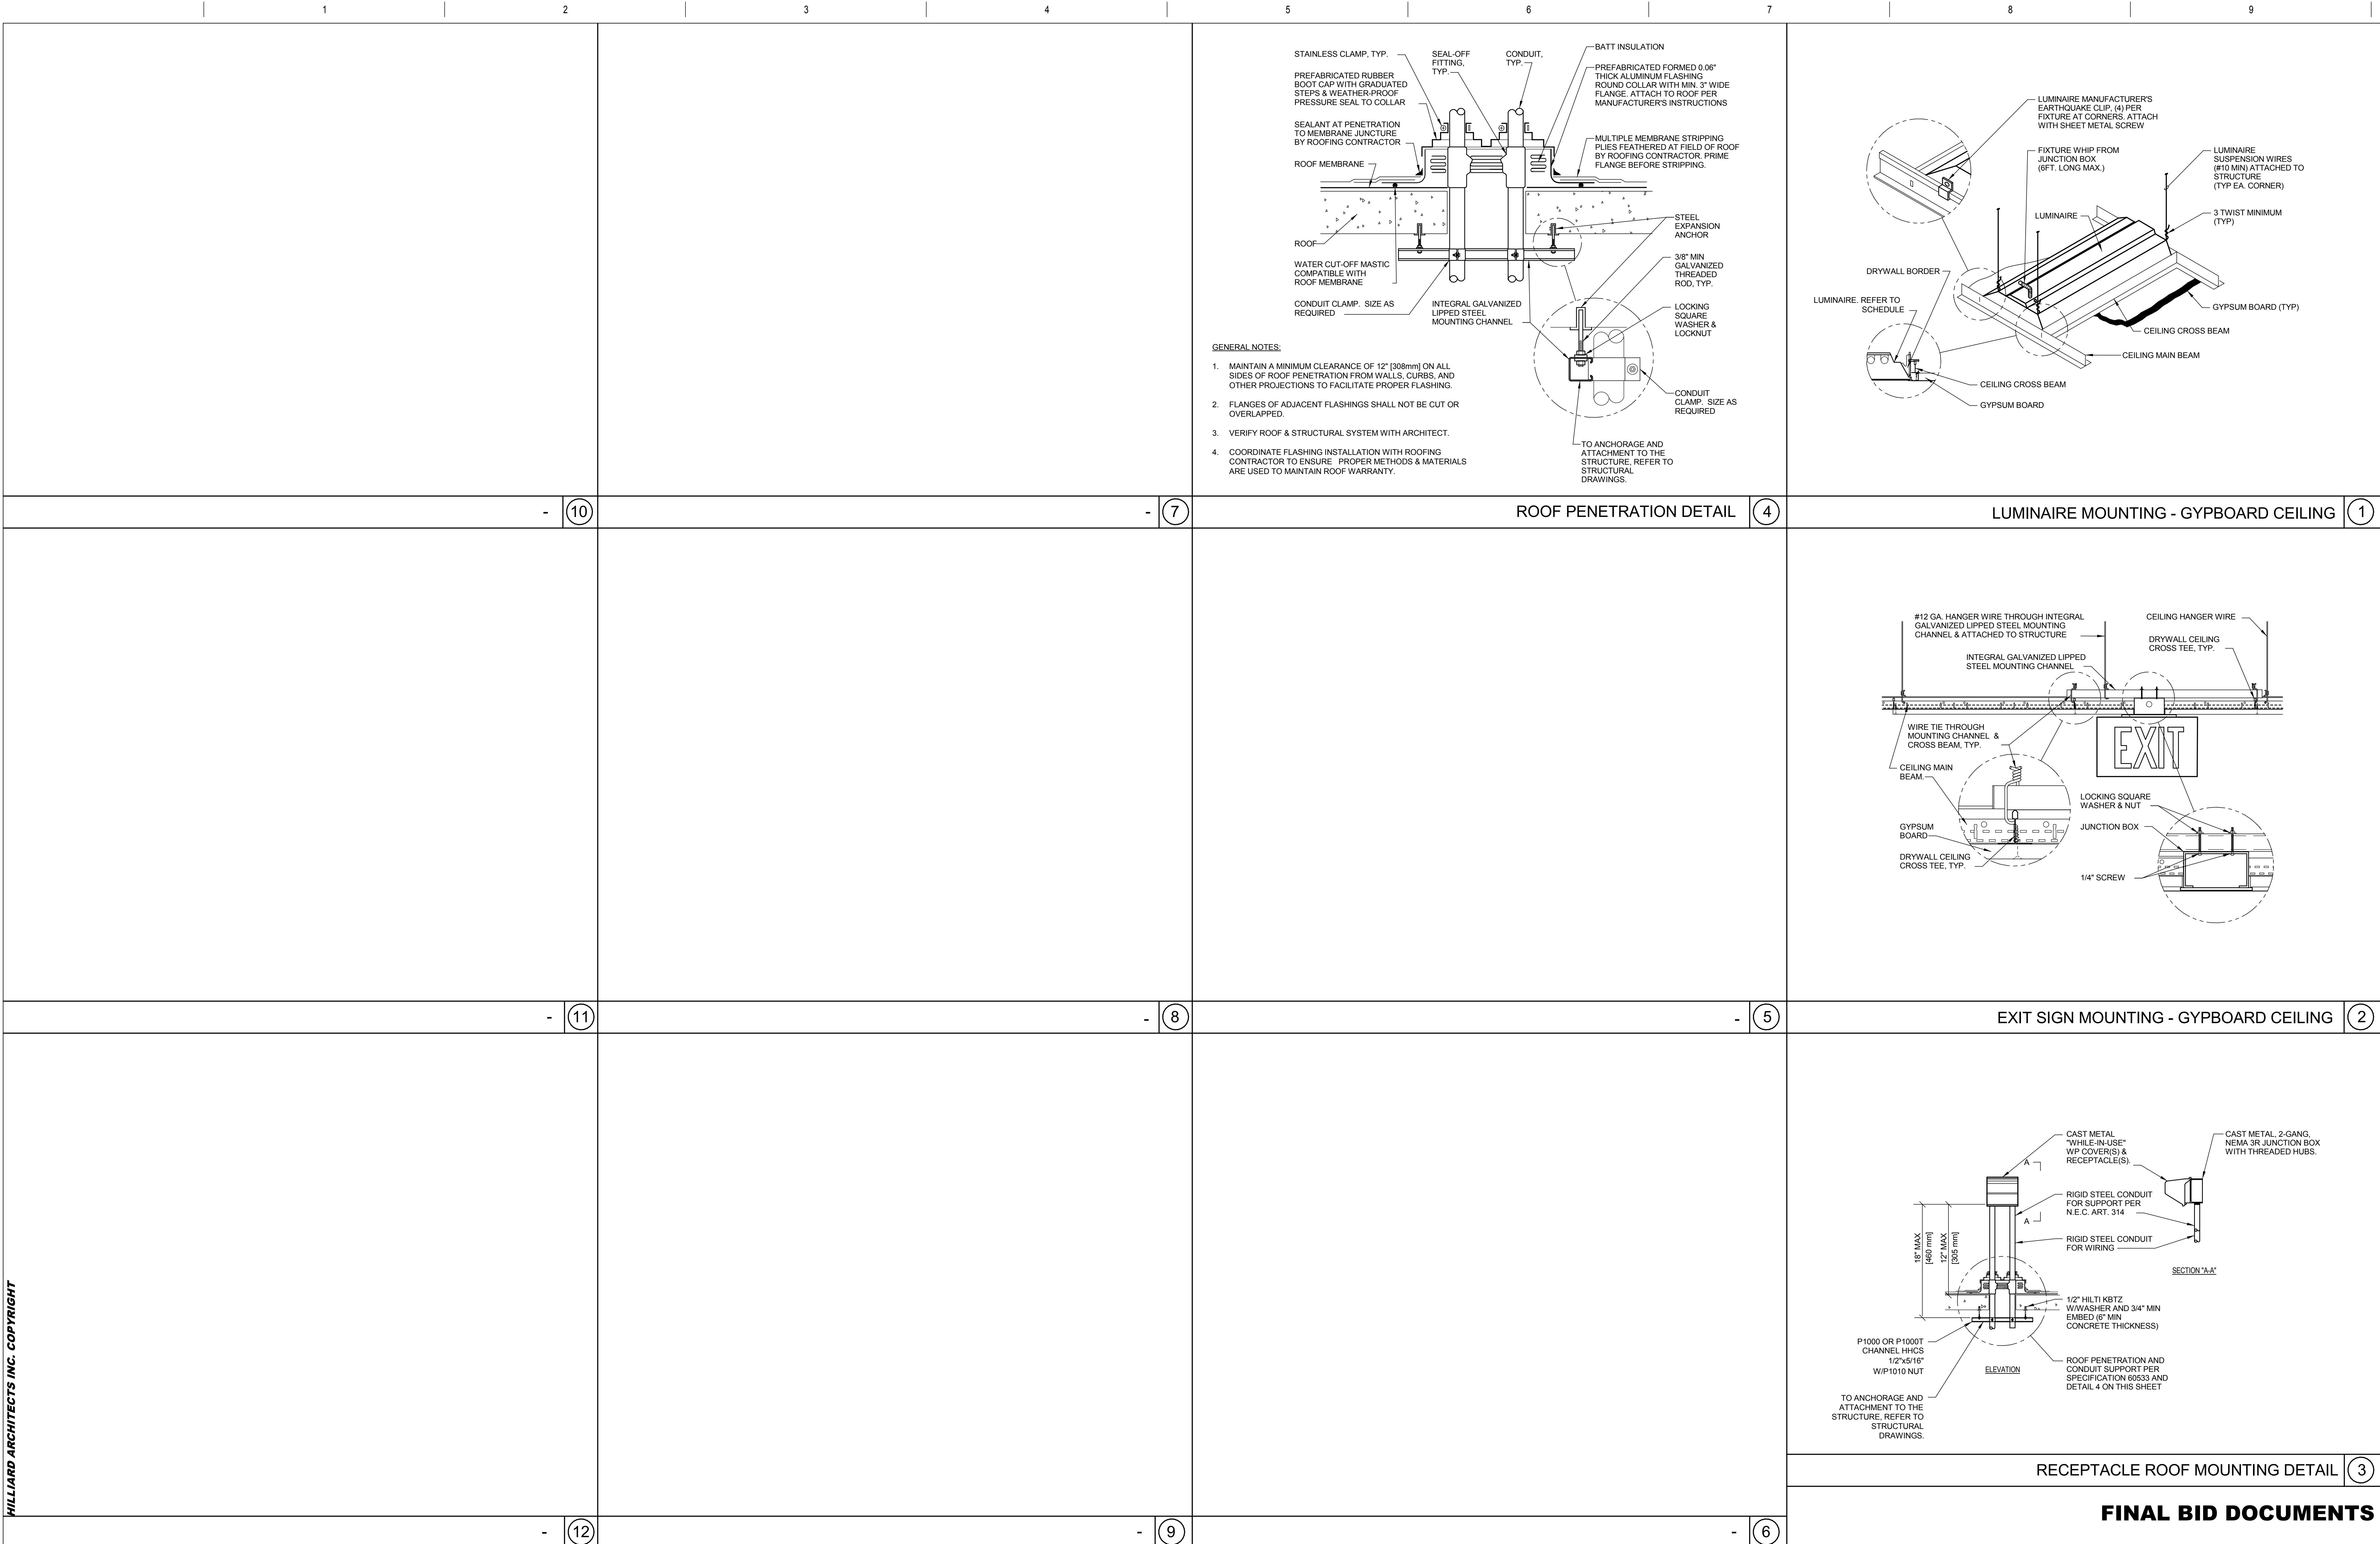 1 2 3 4 5 6 7 8 9
STAINLESS CLAMP, TYP.
PREFABRICATED RUBBER
BOOT CAP WITH GRADUATED
STEPS & WEATHER-PROOF
PRESSURE SEAL TO COLLAR
SEALANT AT PENETRATION
TO MEMBRANE JUNCTURE
BY ROOFING CONTRACTOR
ROOF MEMBRANE
ROOF
WATER CUT-OFF MASTIC
COMPATIBLE WITH
ROOF MEMBRANE
CONDUIT CLAMP. SIZE AS
REQUIRED
SEAL-OFF
FITTING,
TYP.
CONDUIT,
TYP.
BATT INSULATION
PREFABRICATED FORMED 0.06"
THICK ALUMINUM FLASHING
ROUND COLLAR WITH MIN. 3" WIDE
FLANGE. ATTACH TO ROOF PER
MANUFACTURER'S INSTRUCTIONS
MULTIPLE MEMBRANE STRIPPING
PLIES FEATHERED AT FIELD OF ROOF
BY ROOFING CONTRACTOR. PRIME
FLANGE BEFORE STRIPPING.
STEEL
EXPANSION
ANCHOR
3/8" MIN
GALVANIZED
THREADED
ROD, TYP.
INTEGRAL GALVANIZED
LIPPED STEEL
MOUNTING CHANNEL
LOCKING
SQUARE
WASHER &
LOCKNUT
CONDUIT
CLAMP. SIZE AS
REQUIRED
TO ANCHORAGE AND
ATTACHMENT TO THE
STRUCTURE, REFER TO
STRUCTURAL
DRAWINGS.
GENERAL NOTES:
1. MAINTAIN A MINIMUM CLEARANCE OF 12" [308mm] ON ALL
SIDES OF ROOF PENETRATION FROM WALLS, CURBS, AND
OTHER PROJECTIONS TO FACILITATE PROPER FLASHING.
2. FLANGES OF ADJACENT FLASHINGS SHALL NOT BE CUT OR
OVERLAPPED.
3. VERIFY ROOF & STRUCTURAL SYSTEM WITH ARCHITECT.
4. COORDINATE FLASHING INSTALLATION WITH ROOFING
CONTRACTOR TO ENSURE PROPER METHODS & MATERIALS
ARE USED TO MAINTAIN ROOF WARRANTY.
LUMINAIRE MANUFACTURER'S
EARTHQUAKE CLIP, (4) PER
FIXTURE AT CORNERS. ATTACH
WITH SHEET METAL SCREW
FIXTURE WHIP FROM
JUNCTION BOX
(6FT. LONG MAX.)
LUMINAIRE
SUSPENSION WIRES
(#10 MIN) ATTACHED TO
STRUCTURE
(TYP EA. CORNER)
LUMINAIRE
3 TWIST MINIMUM
(TYP)
DRYWALL BORDER
LUMINAIRE. REFER TO
SCHEDULE
GYPSUM BOARD (TYP)
CEILING CROSS BEAM
CEILING MAIN BEAM
CEILING CROSS BEAM
GYPSUM BOARD
- 10
- 7
ROOF PENETRATION DETAIL 4
LUMINAIRE MOUNTING - GYPBOARD CEILING 1
#12 GA. HANGER WIRE THROUGH INTEGRAL
GALVANIZED LIPPED STEEL MOUNTING
CHANNEL & ATTACHED TO STRUCTURE
CEILING HANGER WIRE
DRYWALL CEILING
CROSS TEE, TYP.
INTEGRAL GALVANIZED LIPPED
STEEL MOUNTING CHANNEL
WIRE TIE THROUGH
MOUNTING CHANNEL &
CROSS BEAM, TYP.
EXIT
CEILING MAIN
BEAM.
LOCKING SQUARE
WASHER & NUT
GYPSUM
BOARD
JUNCTION BOX
DRYWALL CEILING
CROSS TEE, TYP.
1/4" SCREW
- 11
- 8
- 5
EXIT SIGN MOUNTING - GYPBOARD CEILING 2
CAST METAL
"WHILE-IN-USE"
WP COVER(S) &
RECEPTACLE(S).
CAST METAL, 2-GANG,
NEMA 3R JUNCTION BOX
WITH THREADED HUBS.
A
RIGID STEEL CONDUIT
FOR SUPPORT PER
N.E.C. ART. 314
A
RIGID STEEL CONDUIT
FOR WIRING
18" MAX
[460 mm]
12" MAX
[305 mm]
SECTION "A-A"
1/2" HILTI KBTZ
W/WASHER AND 3/4" MIN
EMBED (6" MIN
CONCRETE THICKNESS)
P1000 OR P1000T
CHANNEL HHCS
1/2"x5/16"
W/P1010 NUT
ELEVATION
ROOF PENETRATION AND
CONDUIT SUPPORT PER
SPECIFICATION 60533 AND
DETAIL 4 ON THIS SHEET
TO ANCHORAGE AND
ATTACHMENT TO THE
STRUCTURE, REFER TO
STRUCTURAL
DRAWINGS.
RECEPTACLE ROOF MOUNTING DETAIL 3
FINAL BID DOCUMENTS
HILLIARD ARCHITECTS INC. COPYRIGHT
- 12
- 9
- 6